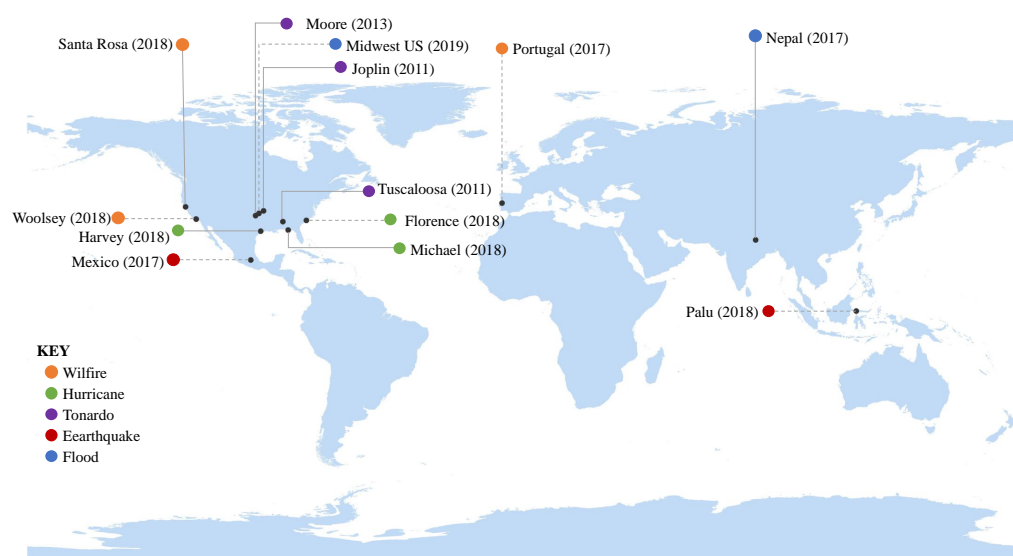 Moore (2013)
Nepal (2017)
Santa Rosa (2018)
Midwest US (2019)
Portugal (2017)
Joplin (2011)
Tuscaloosa (2011)
Woolsey (2018)
Florence (2018)
Harvey (2018)
Michael (2018)
Mexico (2017)
Palu (2018)
KEY
Wilfire
Hurricane
Tonardo
Eearthquake
Flood